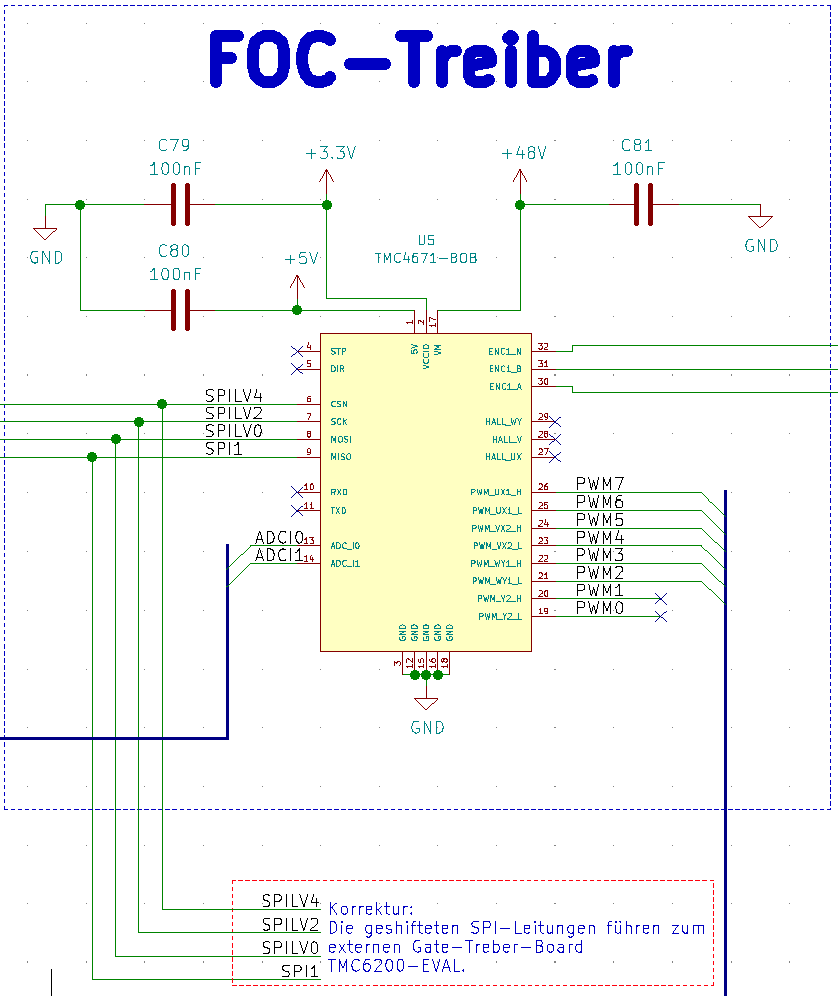 FOC-Treiber
C79
100nF
+3.3V
+48V
C81
100nF
GND
C80
100nF
+5V
U5
TMC4671-BOB
GND
1
2
17
5V
VCCIO
VM
4 STP
5 DIR
6 CSN
7 SCK
8 MOSI
9 MISO
10 RXD
11 TXD
13 ADC_I0
14 ADC_I1
SPILV4
SPILV2
SPILV0
SPI1
ADCI0
ADCI1
ENC1_N 32
ENC1_B 31
ENC1_A 30
HALL_WY 29
HALL_V 28
HALL_UX 27
PWM_UX1_H 26
PWM_UX1_L 25
PWM_VX2_H 24
PWM_VX2_L 23
PWM_WY1_H 22
PWM_WY1_L 21
PWM_Y2_H 20
PWM_Y2_L 19
PWM7
PWM6
PWM5
PWM4
PWM3
PWM2
PWM1
PWM0
GND
GND
GND
GND
GND
3
12
15
16
18
GND
SPILV4
SPILV2
SPILV0
SPI1
Korrektur:
Die geshifteten SPI-Leitungen führen zum
externen Gate-Treber-Board
TMC6200-EVAL.